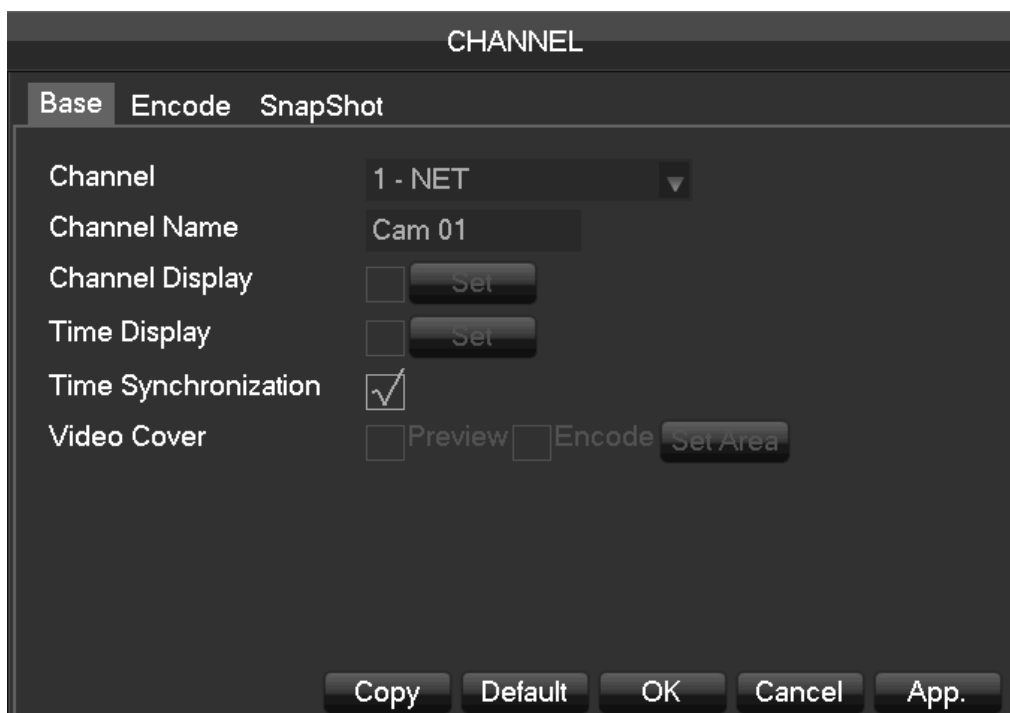 CHANNEL
Base Encode SnapShot
Channel 1 - NET
Channel Name Cam 01
Channel Display Set
Time Display Set
Time Synchronization
Video Cover Preview Encode Set Area
Copy Default OK Cancel App.